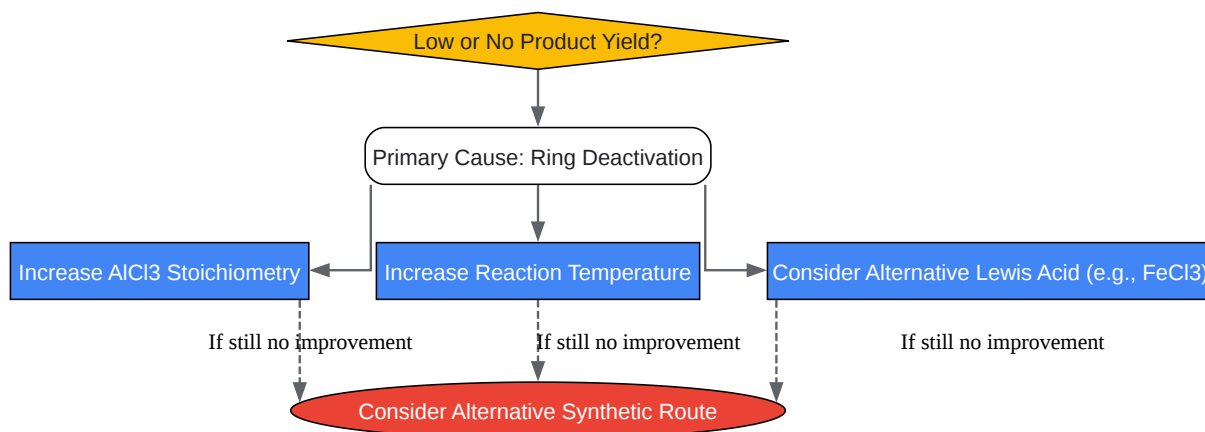 Low or No Product Yield?
Primary Cause: Ring Deactivation
Increase AlCl3 Stoichiometry
Increase Reaction Temperature
Consider Alternative Lewis Acid (e.g., FeCl3)
If still no improvement
If still no improvement
If still no improvement
Consider Alternative Synthetic Route